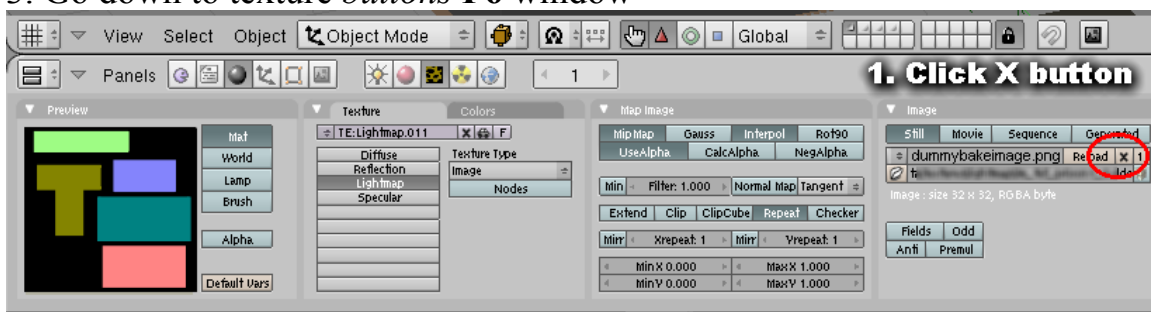 5. Go down to texture buttons F6 window
View Select Object Object Mode Global
Panels 1
1. Click X button
Preview
Mat
World
Lamp
Brush
Alpha
Default Vars
Texture Colors
TE:Lightmap.011 X F
Diffuse
Reflection
Lightmap
Specular
Texture Type
Image
Nodes
Map Image
MipMap Gauss Interpol Rot90
UseAlpha CalcAlpha NegAlpha
Min Filter: 1.000 Normal Map Tangent
Extend Clip ClipCube Repeat Checker
Mirr Xrepeat: 1 Mirr Yrepeat: 1
MinX 0.000 MaxX 1.000
MinY 0.000 MaxY 1.000
Image
Still Movie Sequence Generated
dummybakeimage.png Reload X 1
Image : size 32 x 32, RGBA byte
Fields Odd
Anti Premul